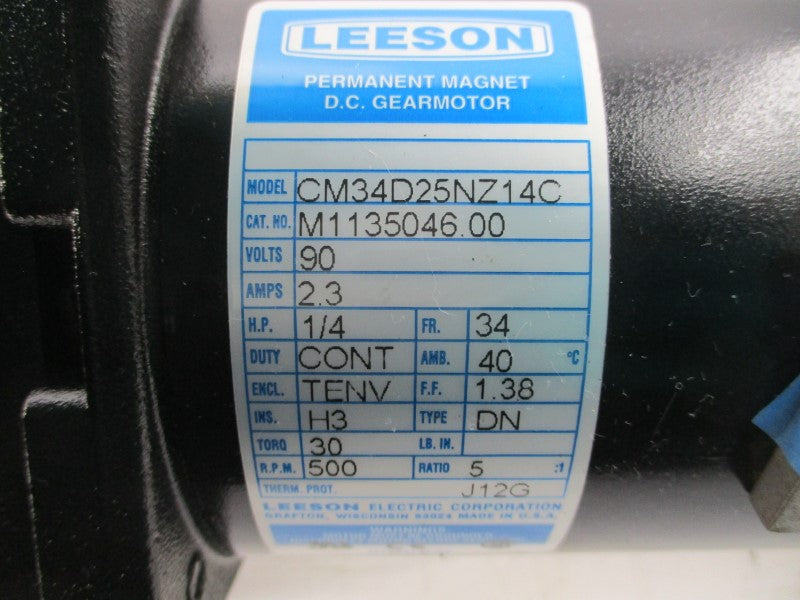 LEESON
PERMANENT MAGNET
D.C. GEARMOTOR
MODEL CM34D25NZ14C
CAT. NO. M1135046.00
VOLTS 90
AMPS 2.3
H.P. 1/4 FR. 34
DUTY CONT AMB. 40 °C
ENCL. TENV F.F. 1.38
INS. H3 TYPE DN
TORQ 30 LB. IN.
R.P.M. 500 RATIO 5 :1
THERM. PROT. J12G
LEESON ELECTRIC CORPORATION
GRAFTON, WISCONSIN 53024 MADE IN U.S.A.
WARNINGS